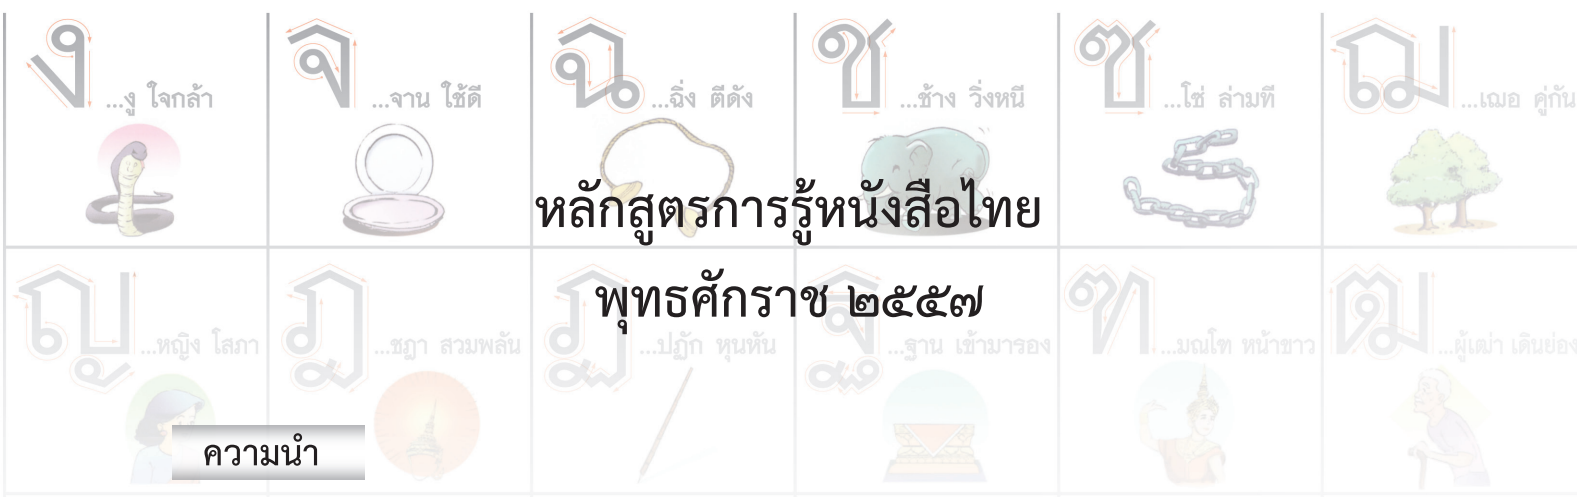 ง ...งู ใจกล้า
จ ...จาน ใช้ดี
ฉ ...ฉิ่ง ตีดัง
ช ...ช้าง วิ่งหนี
ซ ...โซ่ ล่ามที
ฌ ...เฌอ คู่กัน
หลักสูตรการรู้หนังสือไทย
พุทธศักราช ๒๕๕๗
ญ ...หญิง โสภา
ฎ ...ชฎา สวมพลัน
ฏ ...ปฏัก หุนหัน
ฐ ...ฐาน เข้ามารอง
ฑ ...มณโฑ หน้าขาว
ฒ ...ผู้เฒ่า เดินย่อง
ความนำ